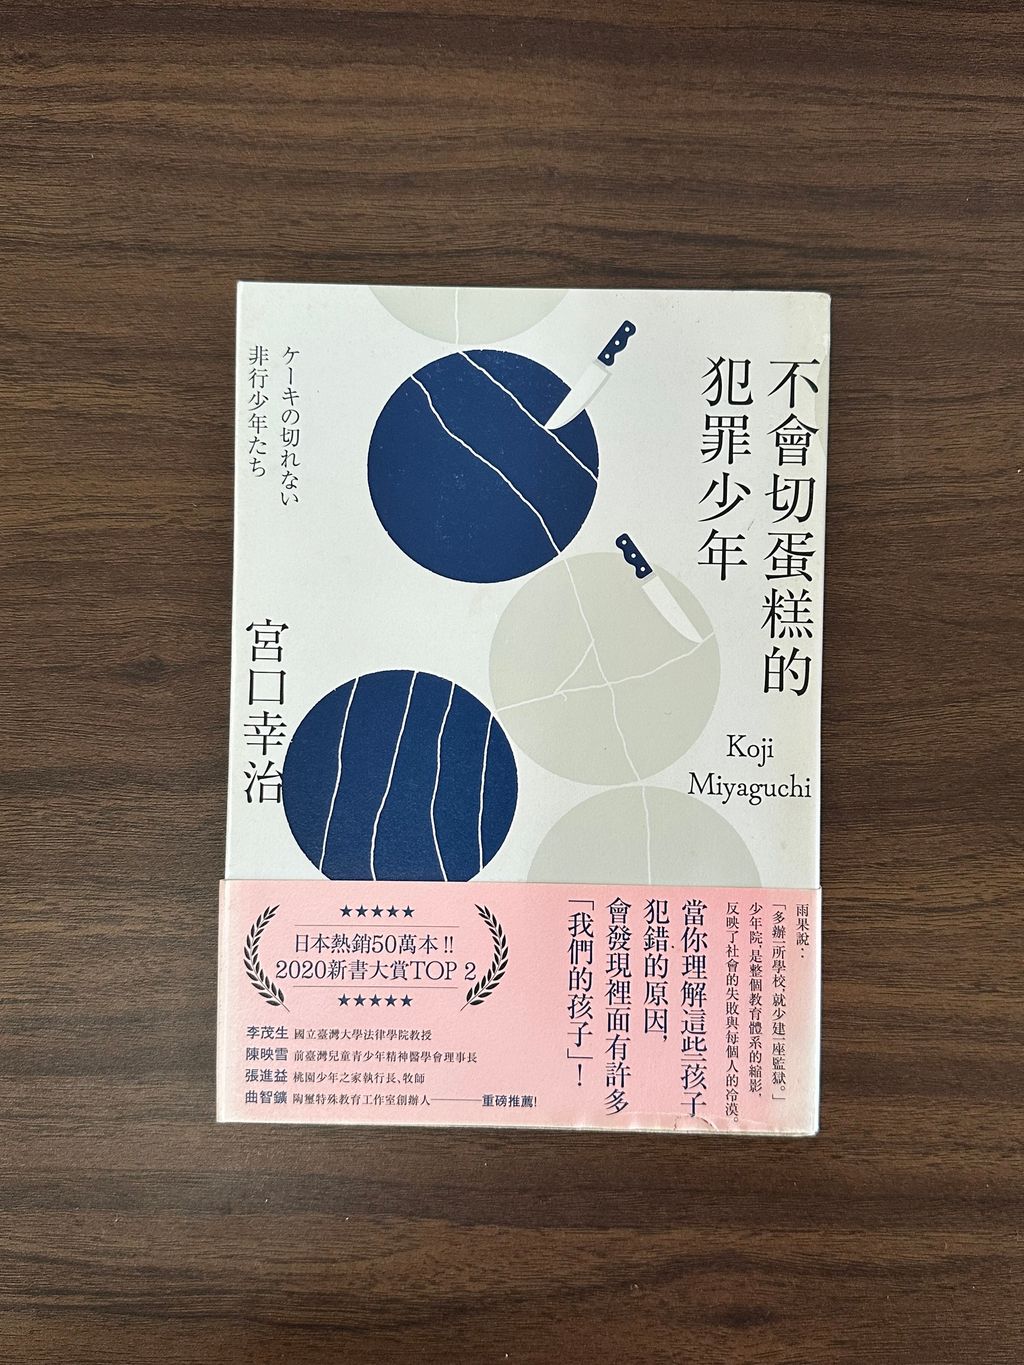 不會切蛋糕的
犯罪少年
Koji
Miyaguchi
ケーキの切れない
非行少年たち
宮口幸治
雨果說：
「多辦一所學校，就少建一座監獄。」
少年院，是整個教育體系的縮影，
反映了社會的失敗與每個人的冷漠。
當你理解這些孩子
犯錯的原因，
會發現裡面有許多
「我們的孩子」！
★★★★★
日本熱銷50萬本!!
2020新書大賞TOP 2
★★★★★
李茂生 國立臺灣大學法律學院教授
陳映雪 前臺灣兒童青少年精神醫學會理事長
張進益 桃園少年之家執行長、牧師
曲智鑛 陶璽特殊教育工作室創辦人———重磅推薦!